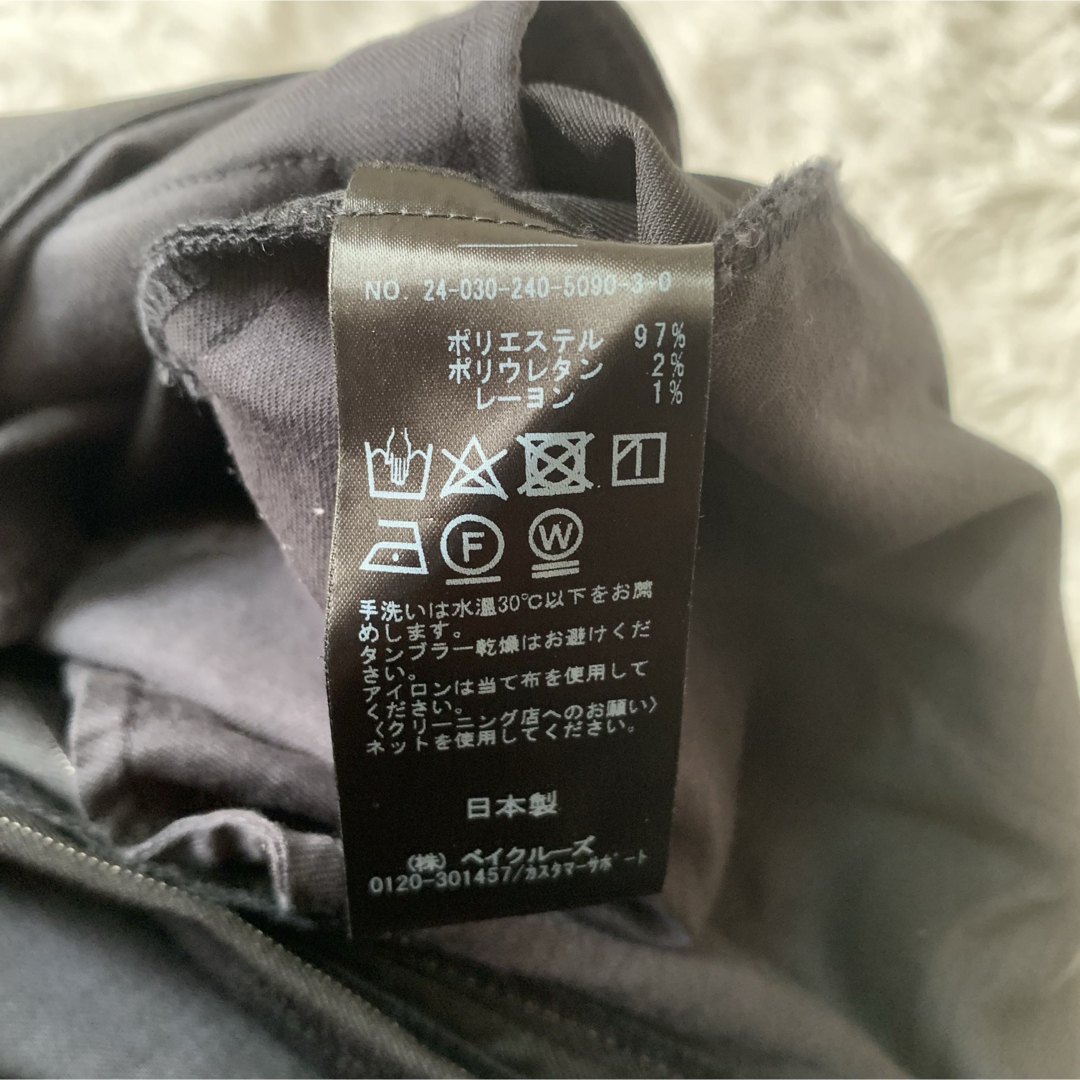 NO. 24-030-240-5090-3-0
ポリエステル 97%
ポリウレタン 2%
レーヨン 1%
F W
手洗いは水温30℃以下をお薦
めします。
タンブラー乾燥はお避けくだ
さい。
アイロンは当て布を使用して
ください。
〈クリーニング店へのお願い〉
ネットを使用してください。
日本製
(株) ベイクルーズ
0120-301457/カスタマーサポート